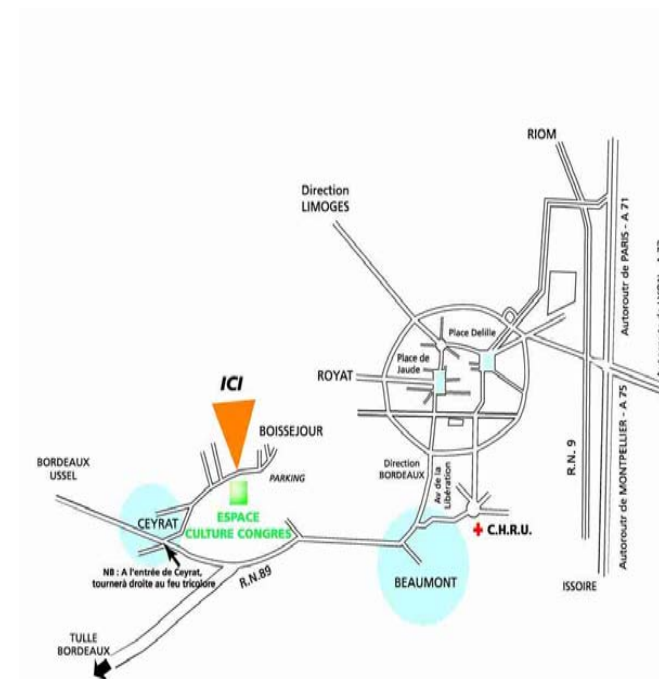 RIOM
Direction
LIMOGES
Autoroutr de PARIS - A 71
Place Delille
Place de
Jaude
ROYAT
ICI
BOISSEJOUR
PARKING
BORDEAUX
USSEL
CEYRAT
ESPACE
CULTURE CONGRES
Direction
BORDEAUX
Av de la
Libération
R.N. 9
Autoroutr de MONTPELLIER - A 75
C.H.R.U.
NB : A l'entrée de Ceyrat,
tournerà droite au feu tricolore
R.N.89
BEAUMONT
ISSOIRE
TULLE
BORDEAUX